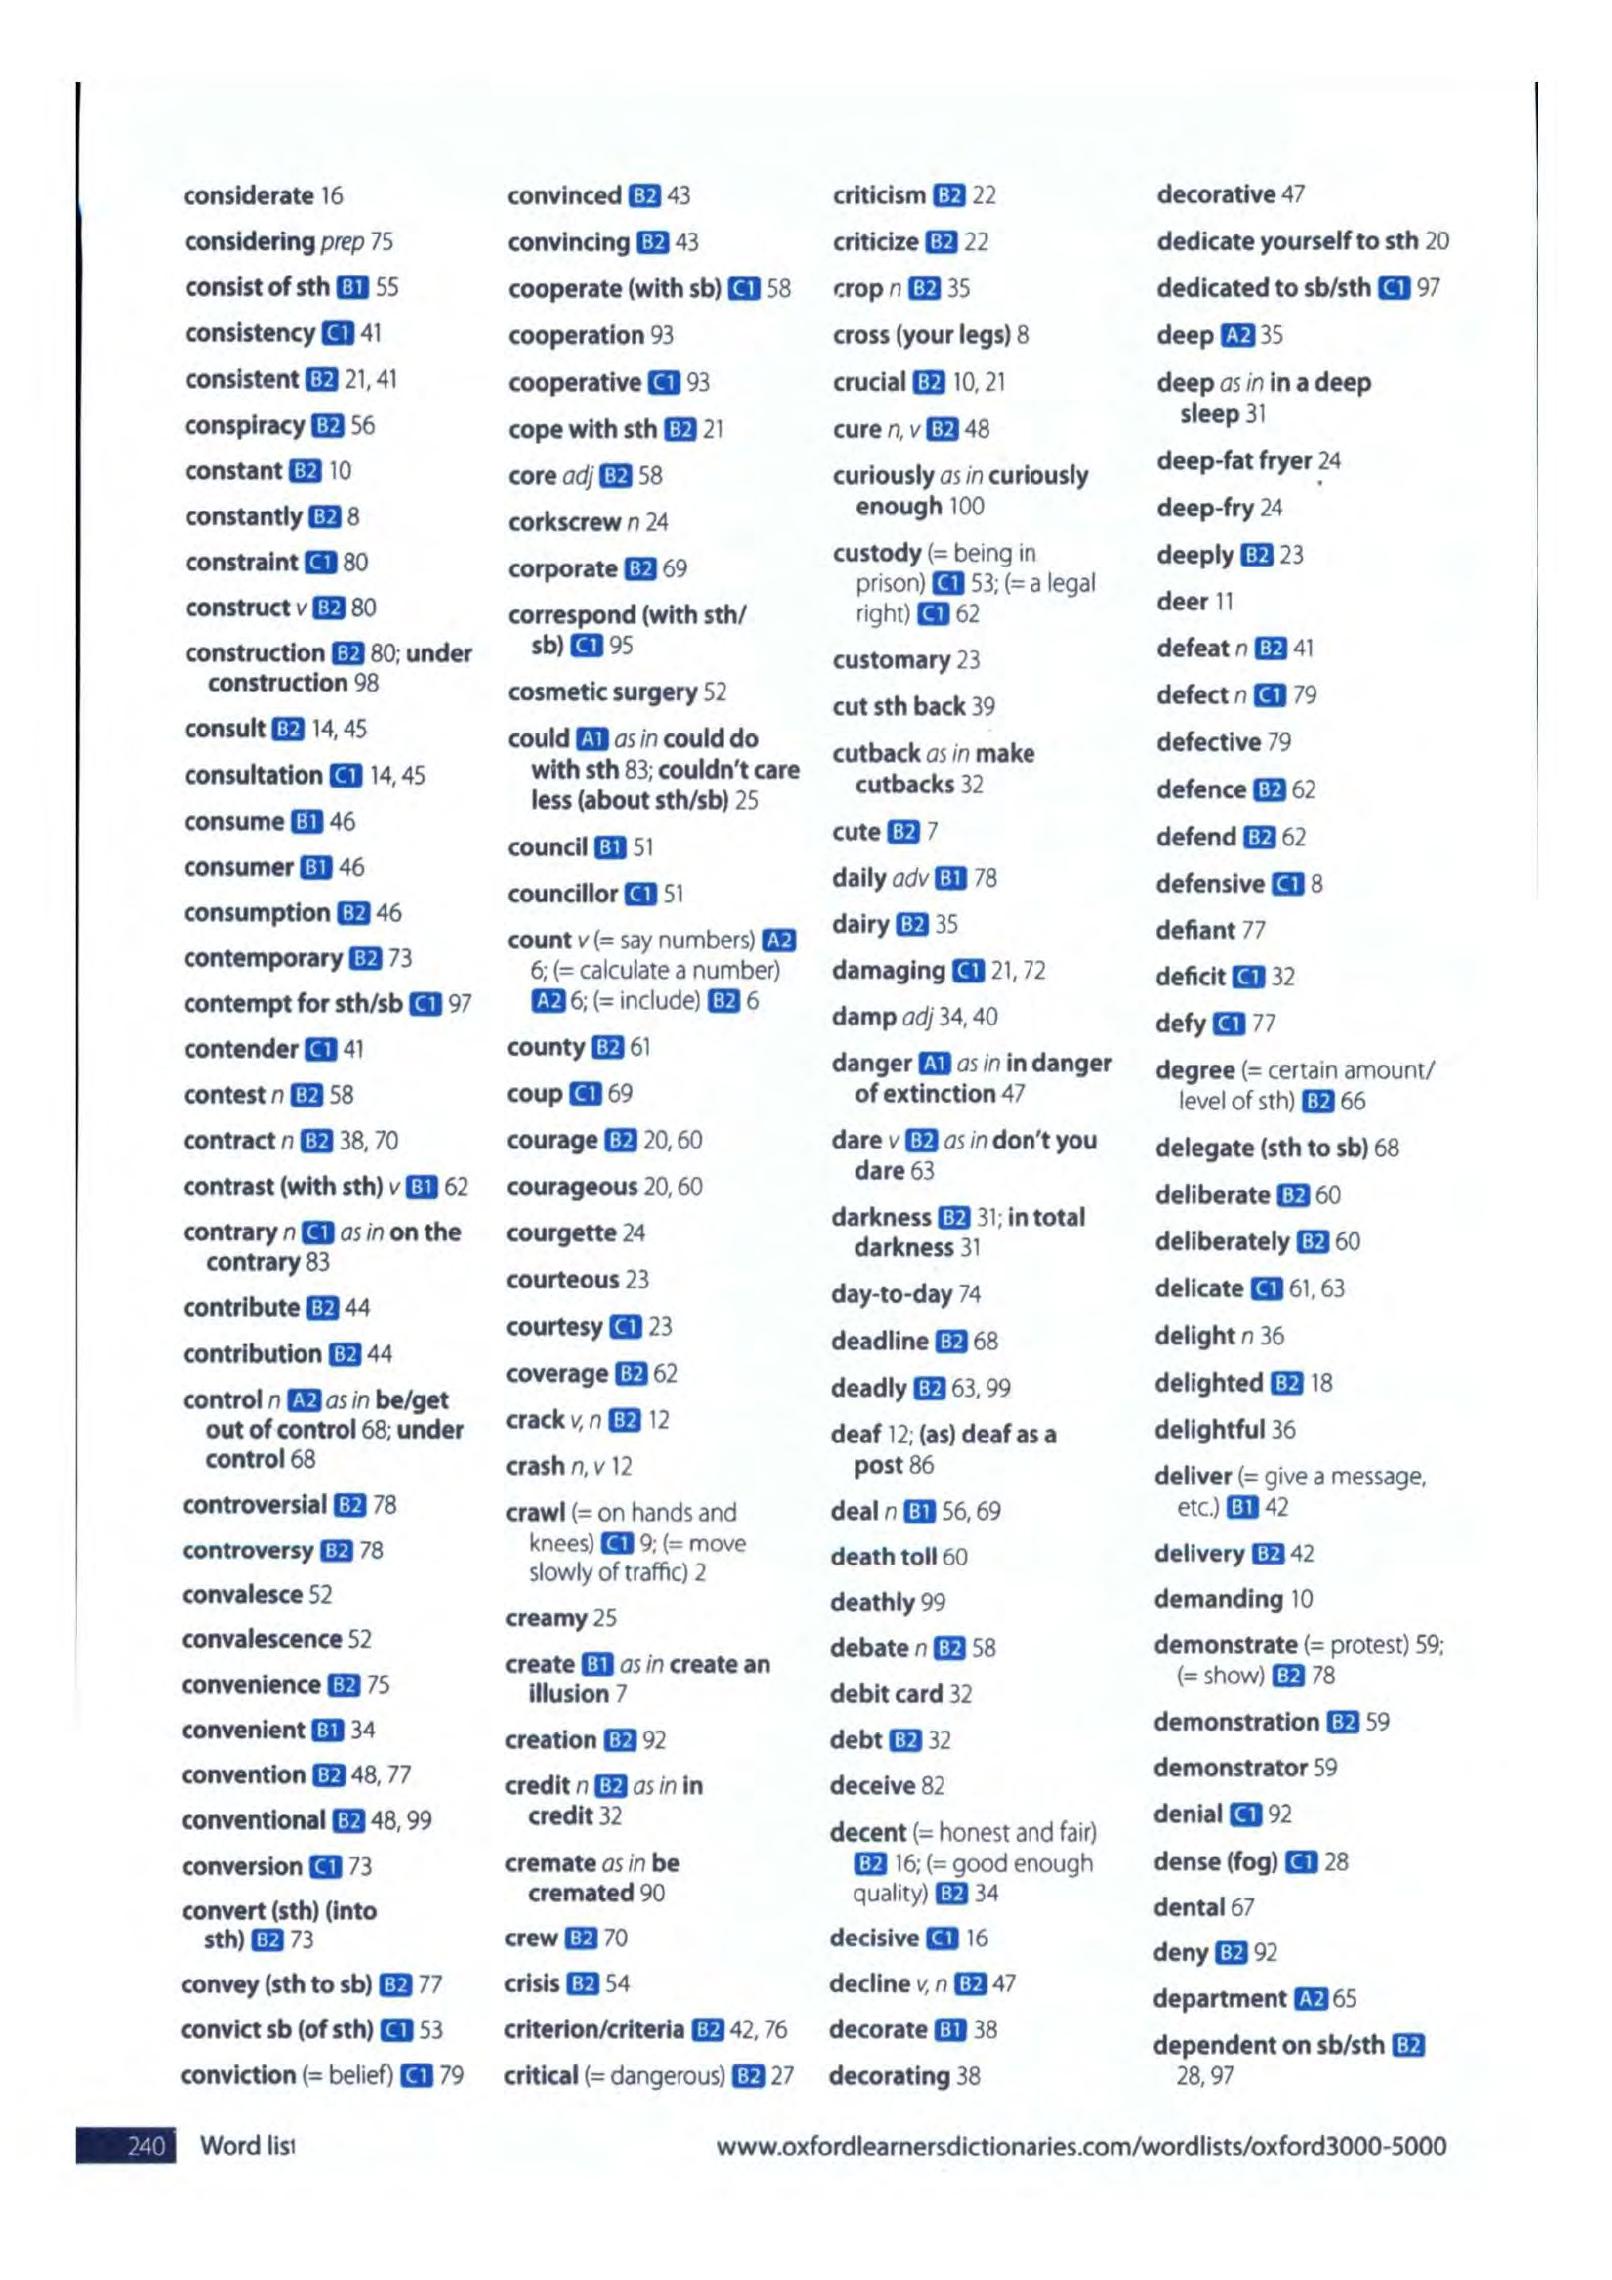 considerate 16
considering prep 75
consist of sth B1 55
consistency C1 41
consistent B2 21, 41
conspiracy B2 56
constant B2 10
constantly B2 8
constraint C1 80
construct v B2 80
construction B2 80; under
construction 98
consult B2 14, 45
consultation C1 14, 45
consume B1 46
consumer B1 46
consumption B2 46
contemporary B2 73
contempt for sth/sb C1 97
contender C1 41
contest n B2 58
contract n B2 38, 70
contrast (with sth) v B1 62
contrary n C1 as in on the
contrary 83
contribute B2 44
contribution B2 44
control n A2 as in be/get
out of control 68; under
control 68
controversial B2 78
controversy B2 78
convalesce 52
convalescence 52
convenience B2 75
convenient B1 34
convention B2 48, 77
conventional B2 48, 99
conversion C1 73
convert (sth) (into
sth) B2 73
convey (sth to sb) B2 77
convict sb (of sth) C1 53
conviction (= belief) C1 79
convinced B2 43
convincing B2 43
cooperate (with sb) C1 58
cooperation 93
cooperative C1 93
cope with sth B2 21
core adj B2 58
corkscrew n 24
corporate B2 69
correspond (with sth/
sb) C1 95
cosmetic surgery 52
could A1 as in could do
with sth 83; couldn't care
less (about sth/sb) 25
council B1 51
councillor C1 51
count v (= say numbers) A2
6; (= calculate a number)
A2 6; (= include) B2 6
county B2 61
coup C1 69
courage B2 20, 60
courageous 20, 60
courgette 24
courteous 23
courtesy C1 23
coverage B2 62
crack v, n B2 12
crash n, v 12
crawl (= on hands and
knees) C1 9; (= move
slowly of traffic) 2
creamy 25
create B1 as in create an
illusion 7
creation B2 92
credit n B2 as in in
credit 32
cremate as in be
cremated 90
crew B2 70
crisis B2 54
criterion/criteria B2 42, 76
critical (= dangerous) B2 27
criticism B2 22
criticize B2 22
crop n B2 35
cross (your legs) 8
crucial B2 10, 21
cure n, v B2 48
curiously as in curiously
enough 100
custody (= being in
prison) C1 53; (= a legal
right) C1 62
customary 23
cut sth back 39
cutback as in make
cutbacks 32
cute B2 7
daily adv B1 78
dairy B2 35
damaging C1 21, 72
damp adj 34, 40
danger A1 as in in danger
of extinction 47
dare v B2 as in don't you
dare 63
darkness B2 31; in total
darkness 31
day-to-day 74
deadline B2 68
deadly B2 63, 99
deaf 12; (as) deaf as a
post 86
deal n B1 56, 69
death toll 60
deathly 99
debate n B2 58
debit card 32
debt B2 32
deceive 82
decent (= honest and fair)
B2 16; (= good enough
quality) B2 34
decisive C1 16
decline v, n B2 47
decorate B1 38
decorating 38
decorative 47
dedicate yourself to sth 20
dedicated to sb/sth C1 97
deep A2 35
deep as in in a deep
sleep 31
deep-fat fryer 24
deep-fry 24
deeply B2 23
deer 11
defeat n B2 41
defect n C1 79
defective 79
defence B2 62
defend B2 62
defensive C1 8
defiant 77
deficit C1 32
defy C1 77
degree (= certain amount/
level of sth) B2 66
delegate (sth to sb) 68
deliberate B2 60
deliberately B2 60
delicate C1 61, 63
delight n 36
delighted B2 18
delightful 36
deliver (= give a message,
etc.) B1 42
delivery B2 42
demanding 10
demonstrate (= protest) 59;
(= show) B2 78
demonstration B2 59
demonstrator 59
denial C1 92
dense (fog) C1 28
dental 67
deny B2 92
department A2 65
dependent on sb/sth B2
28, 97
240 Word list
www.oxfordlearnersdictionaries.com/wordlists/oxford3000-5000